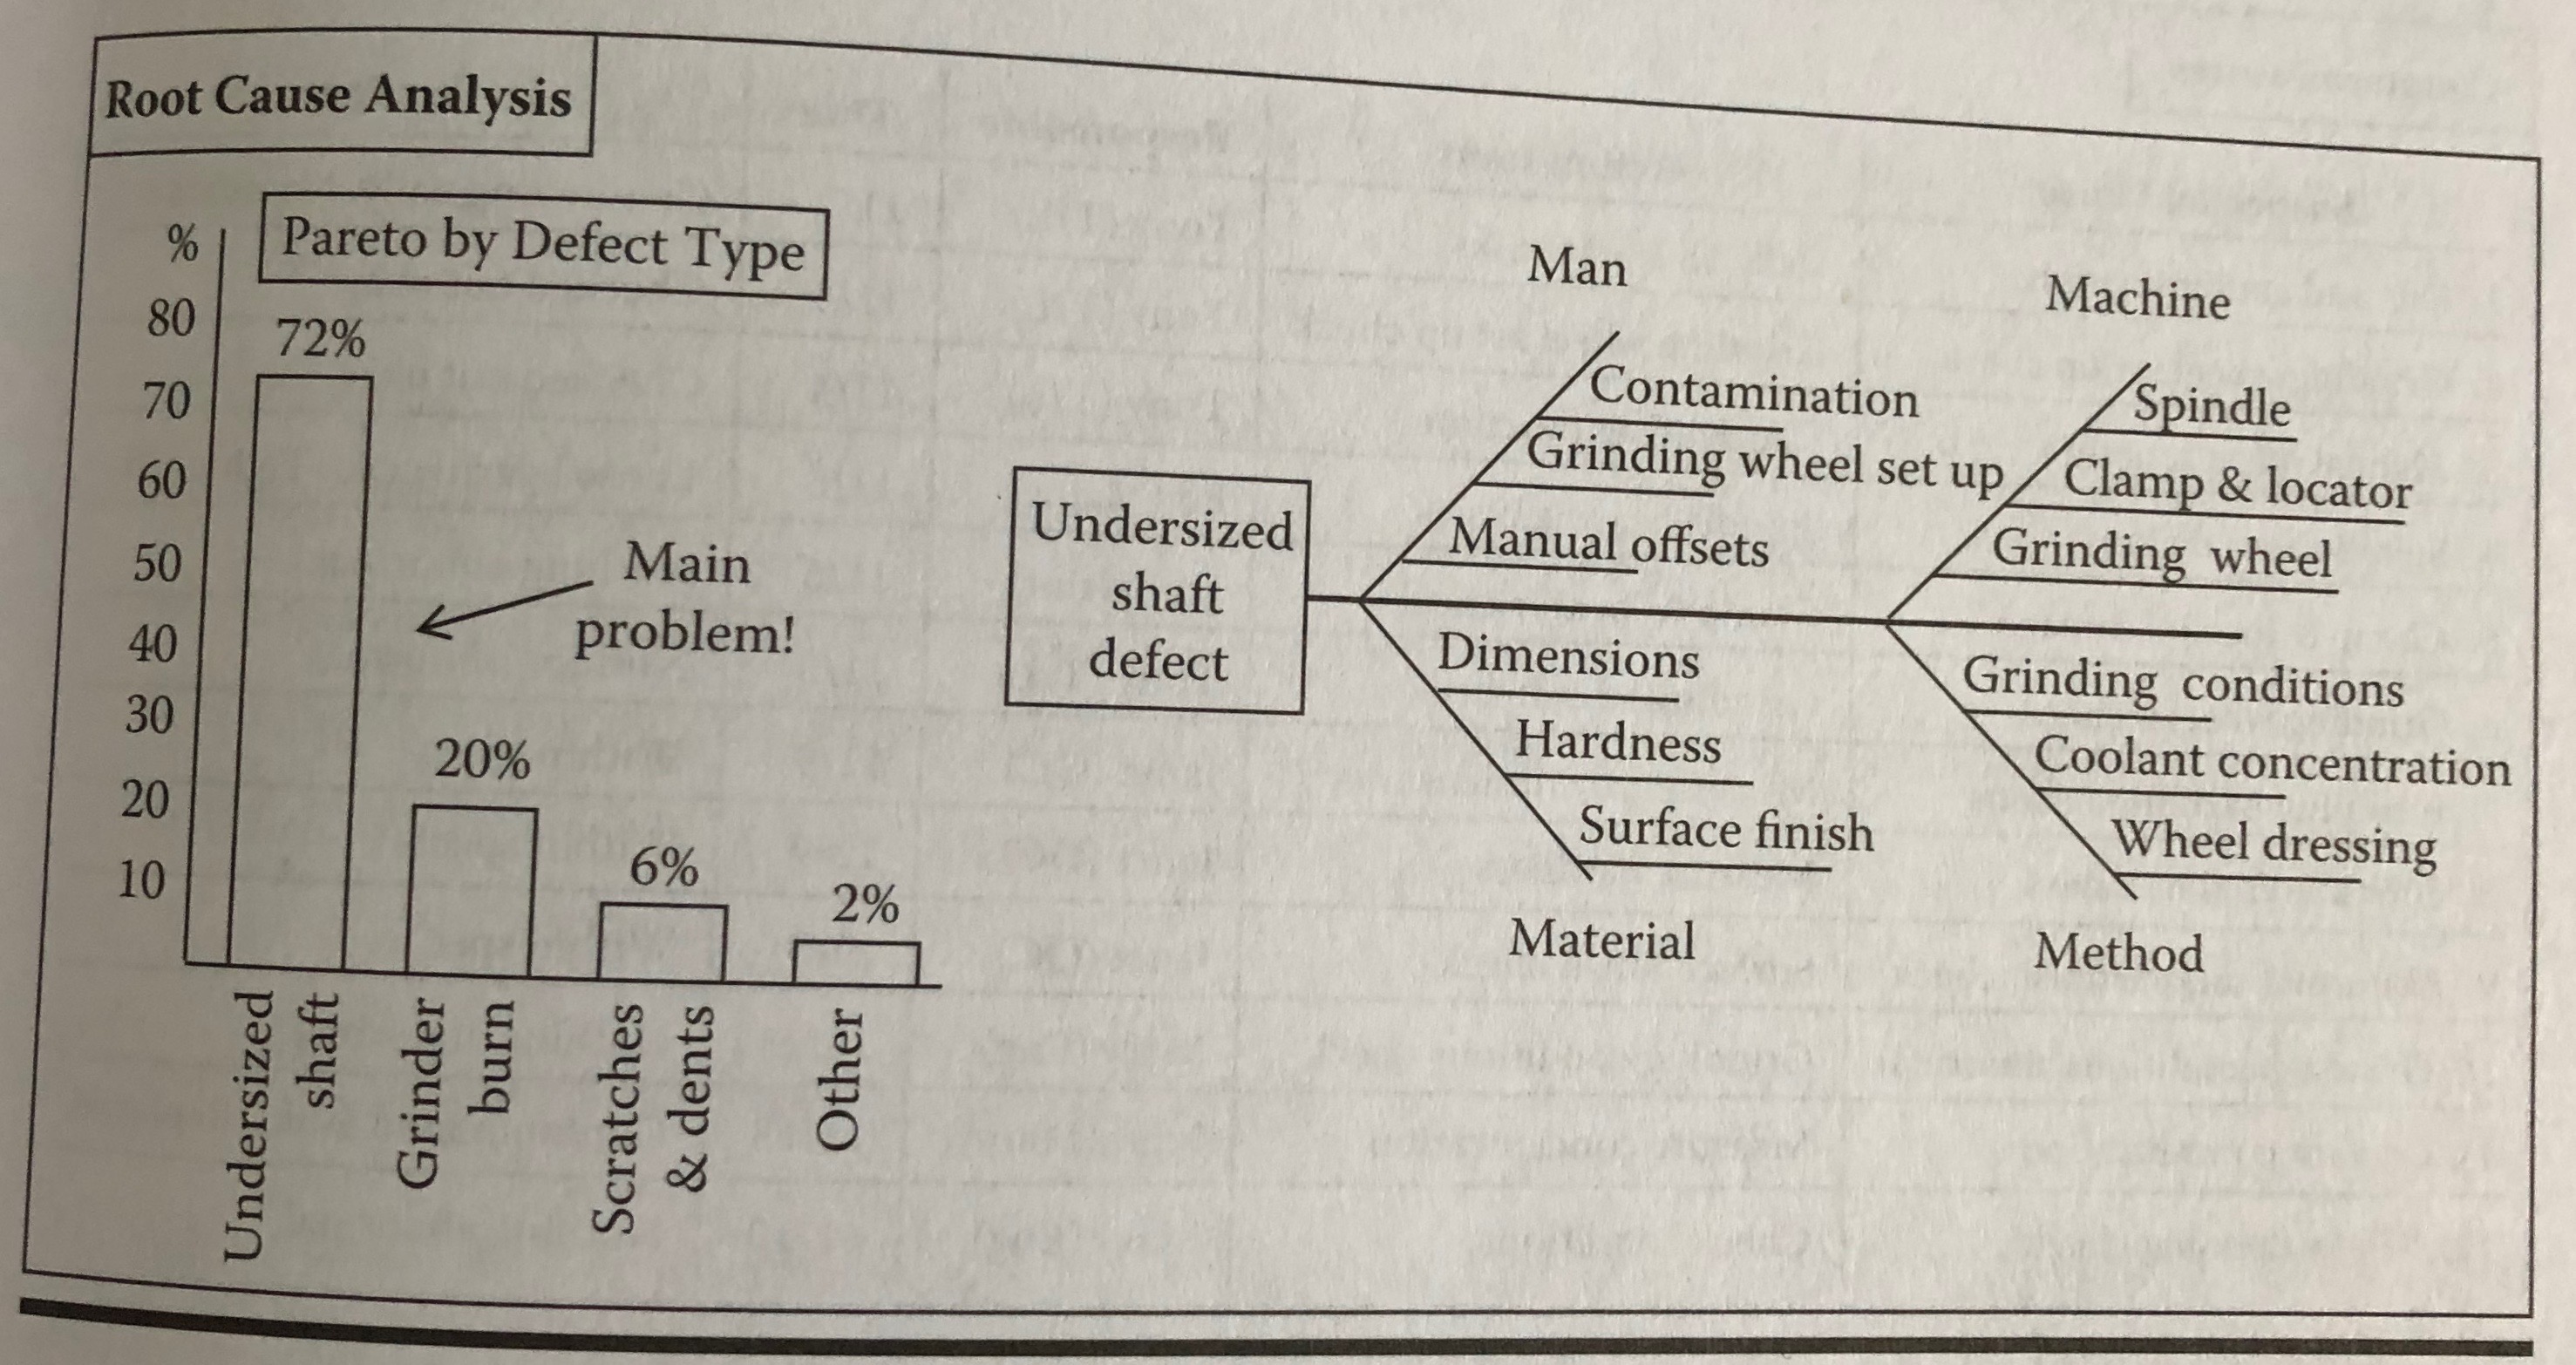 Root Cause Analysis
Pareto by Defect Type
%
80
70
60
50
40
30
20
10
72%
20%
6%
2%
Main
problem!
Undersized
shaft
Grinder
burn
Scratches
& dents
Other
Undersized
shaft
defect
Man
Contamination
Grinding wheel set up
Manual offsets
Machine
Spindle
Clamp & locator
Grinding wheel
Dimensions
Hardness
Surface finish
Material
Grinding conditions
Coolant concentration
Wheel dressing
Method